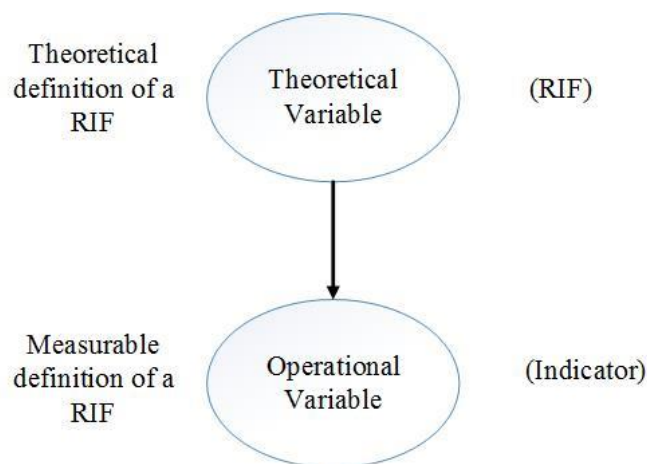 Theoretical
definition of a
RIF
Theoretical
Variable
(RIF)
Measurable
definition of a
RIF
Operational
Variable
(Indicator)